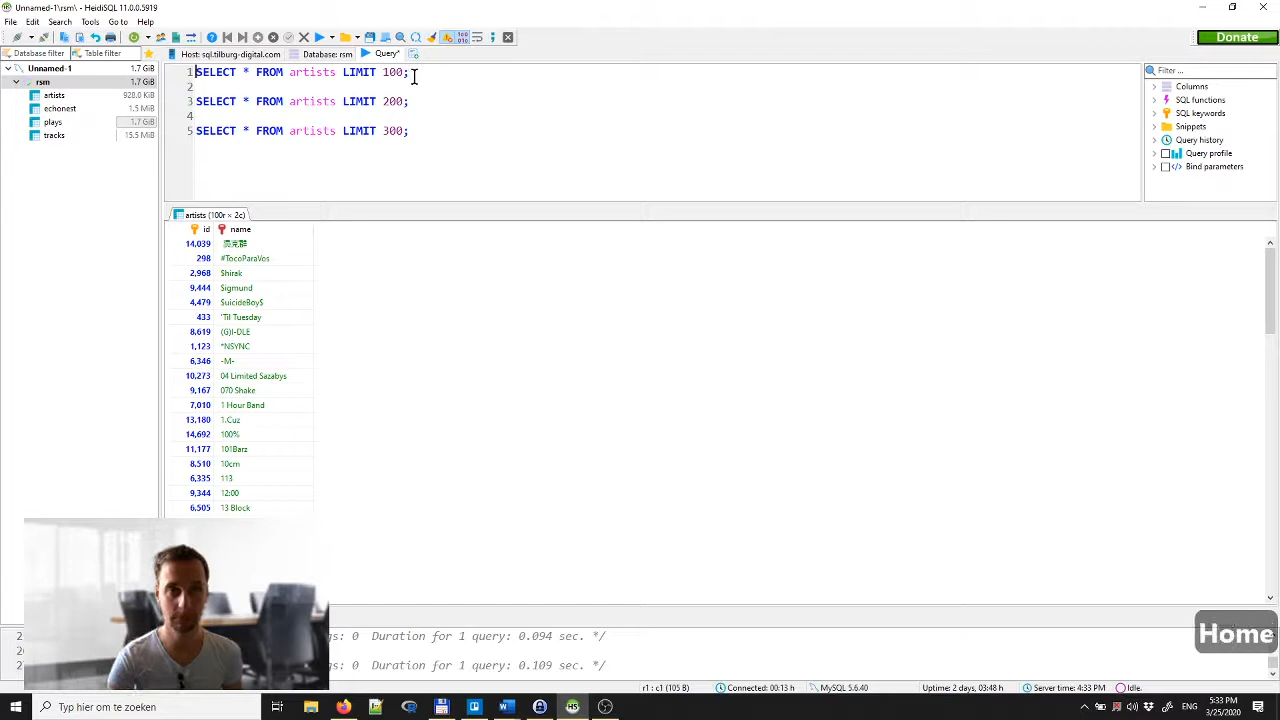 Unnamed-1\rsm\ - HeidiSQL 11.0.0.5919
File Edit Search Tools Go to Help
Donate
Database filter Table filter
Host: sql.tilburg-digital.com Database: rsm Query*
Unnamed-1 1.7 GiB
rsm 1.7 GiB
artists 928.0 KiB
echonest 1.5 MiB
plays 1.7 GiB
tracks 15.5 MiB
1 SELECT * FROM artists LIMIT 100;
2
3 SELECT * FROM artists LIMIT 200;
4
5 SELECT * FROM artists LIMIT 300;
Filter ...
Columns
SQL functions
SQL keywords
Snippets
Query history
Query profile
Bind parameters
artists (100r × 2c)
id name
14,039
298 #TocoParaVos
2,968 $hirak
9,444 $igmund
4,479 $uicideBoy$
433 'Til Tuesday
8,619 (G)I-DLE
1,123 *NSYNC
6,346 -M-
10,273 04 Limited Sazabys
9,167 070 Shake
7,010 1 Hour Band
13,180 1.Cuz
14,692 100%
11,177 101Barz
8,510 10cm
6,335 113
9,344 12:00
6,505 13 Block
gs: 0 Duration for 1 query: 0.094 sec. */
gs: 0 Duration for 1 query: 0.109 sec. */
Home
r1 : c1 (105 B) Connected: 00:13 h MySQL 5.6.40 Uptime: 2 days, 03:48 h Server time: 4:33 PM Idle.
Typ hier om te zoeken
5:33 PM
3/25/2020